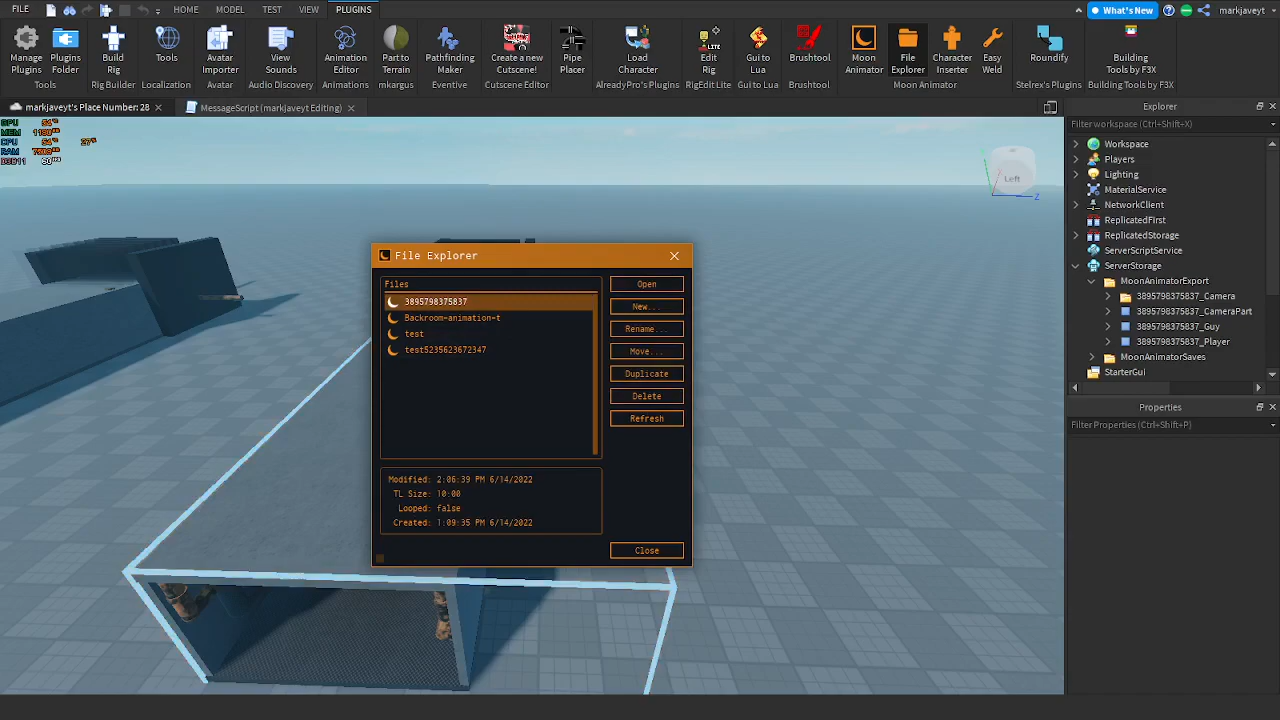 FILE HOME MODEL TEST VIEW PLUGINS What's New markjaveyt
Manage Plugins
Plugins Folder
Build Rig
Tools
Avatar Importer
View Sounds
Animation Editor
Part to Terrain
Pathfinding Maker
Create a new Cutscene!
Pipe Placer
Load Character
Edit Rig
Gui to Lua
Brushtool
Moon Animator
File Explorer
Character Inserter
Easy Weld
Roundify
Building Tools by F3X
Tools Rig Builder Localization Avatar Audio Discovery Animations mkargus Eventive Cutscene Editor AlreadyPro's Plugins RigEdit Lite Gui to Lua Brushtool Moon Animator Stelrex's Plugins Building Tools by F3X
markjaveyt's Place Number: 28 MessageScript (markjaveyt Editing)
Left
Z
File Explorer
Files
3895798375837
Backroom-animation-t
test
test5235623672347
Open
New...
Rename...
Move...
Duplicate
Delete
Refresh
Modified: 2:06:39 PM 6/14/2022
TL Size: 10:00
Looped: false
Created: 1:09:35 PM 6/14/2022
Close
Explorer
Filter workspace (Ctrl+Shift+X)
Workspace
Players
Lighting
MaterialService
NetworkClient
ReplicatedFirst
ReplicatedStorage
ServerScriptService
ServerStorage
MoonAnimatorExport
3895798375837_Camera
3895798375837_CameraPart
3895798375837_Guy
3895798375837_Player
MoonAnimatorSaves
StarterGui
Properties
Filter Properties (Ctrl+Shift+P)